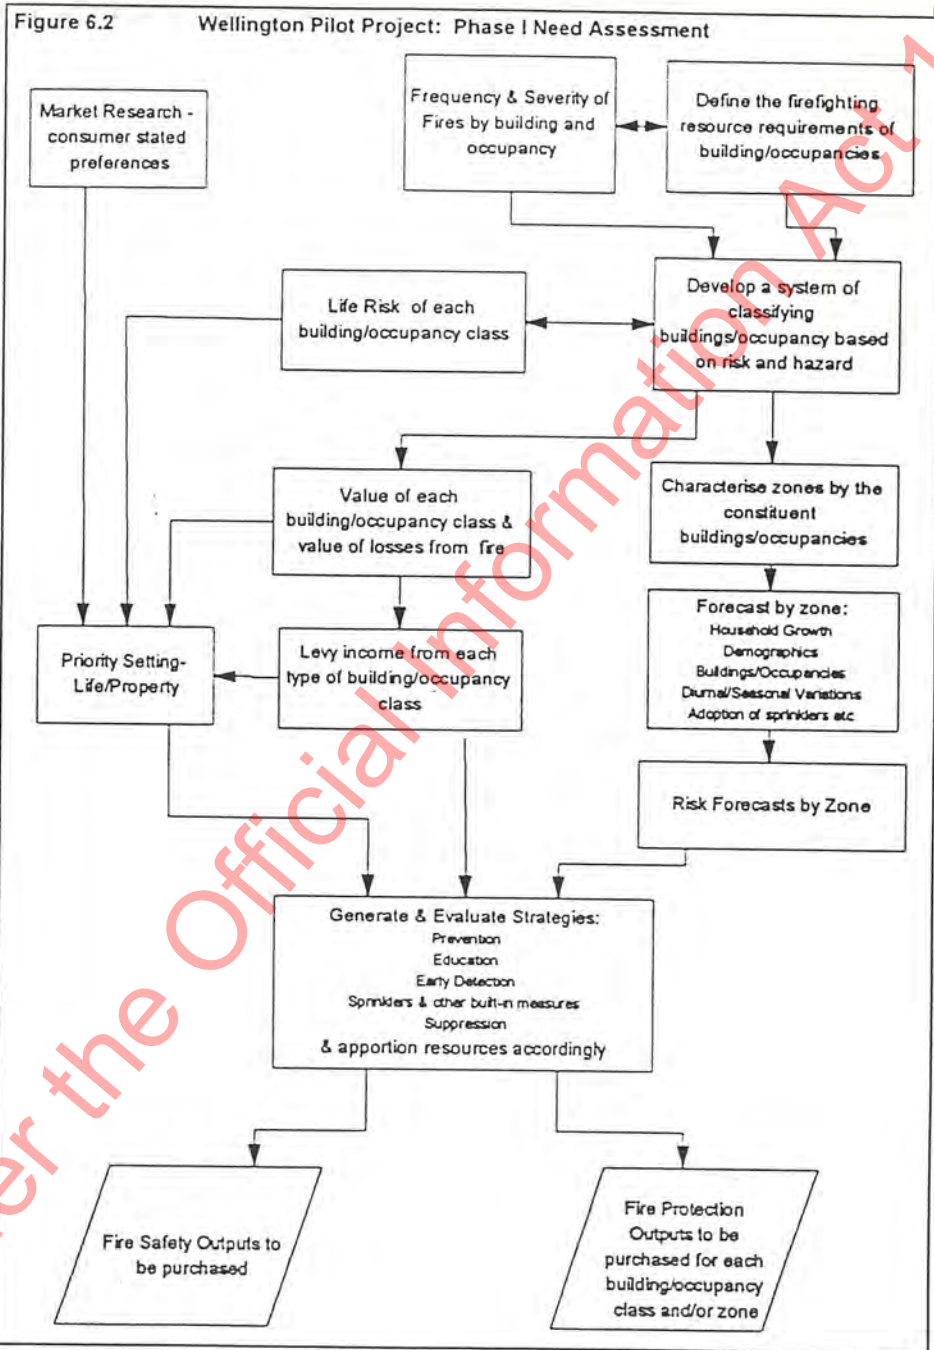 Figure 6.2 Wellington Pilot Project: Phase I Need Assessment
Market Research -
consumer stated
preferences
Frequency & Severity of
Fires by building and
occupancy
Define the firefighting
resource requirements of
building/occupancies
Life Risk of each
building/occupancy class
Develop a system of
classifying
buildings/occupancy based
on risk and hazard
Value of each
building/occupancy class &
value of losses from fire
Characterise zones by the
constituent
buildings/occupancies
Priority Setting-
Life/Property
Levy income from each
type of building/occupancy
class
Forecast by zone:
Household Growth
Demographics
Buildings/Occupancies
Diurnal/Seasonal Variations
Adoption of sprinklers etc
Risk Forecasts by Zone
Generate & Evaluate Strategies:
Prevention
Education
Early Detection
Sprinklers & other built-in measures
Suppression
& apportion resources accordingly
Fire Safety Outputs to
be purchased
Fire Protection
Outputs to be
purchased for each
building/occupancy
class and/or zone
the Official Information Act